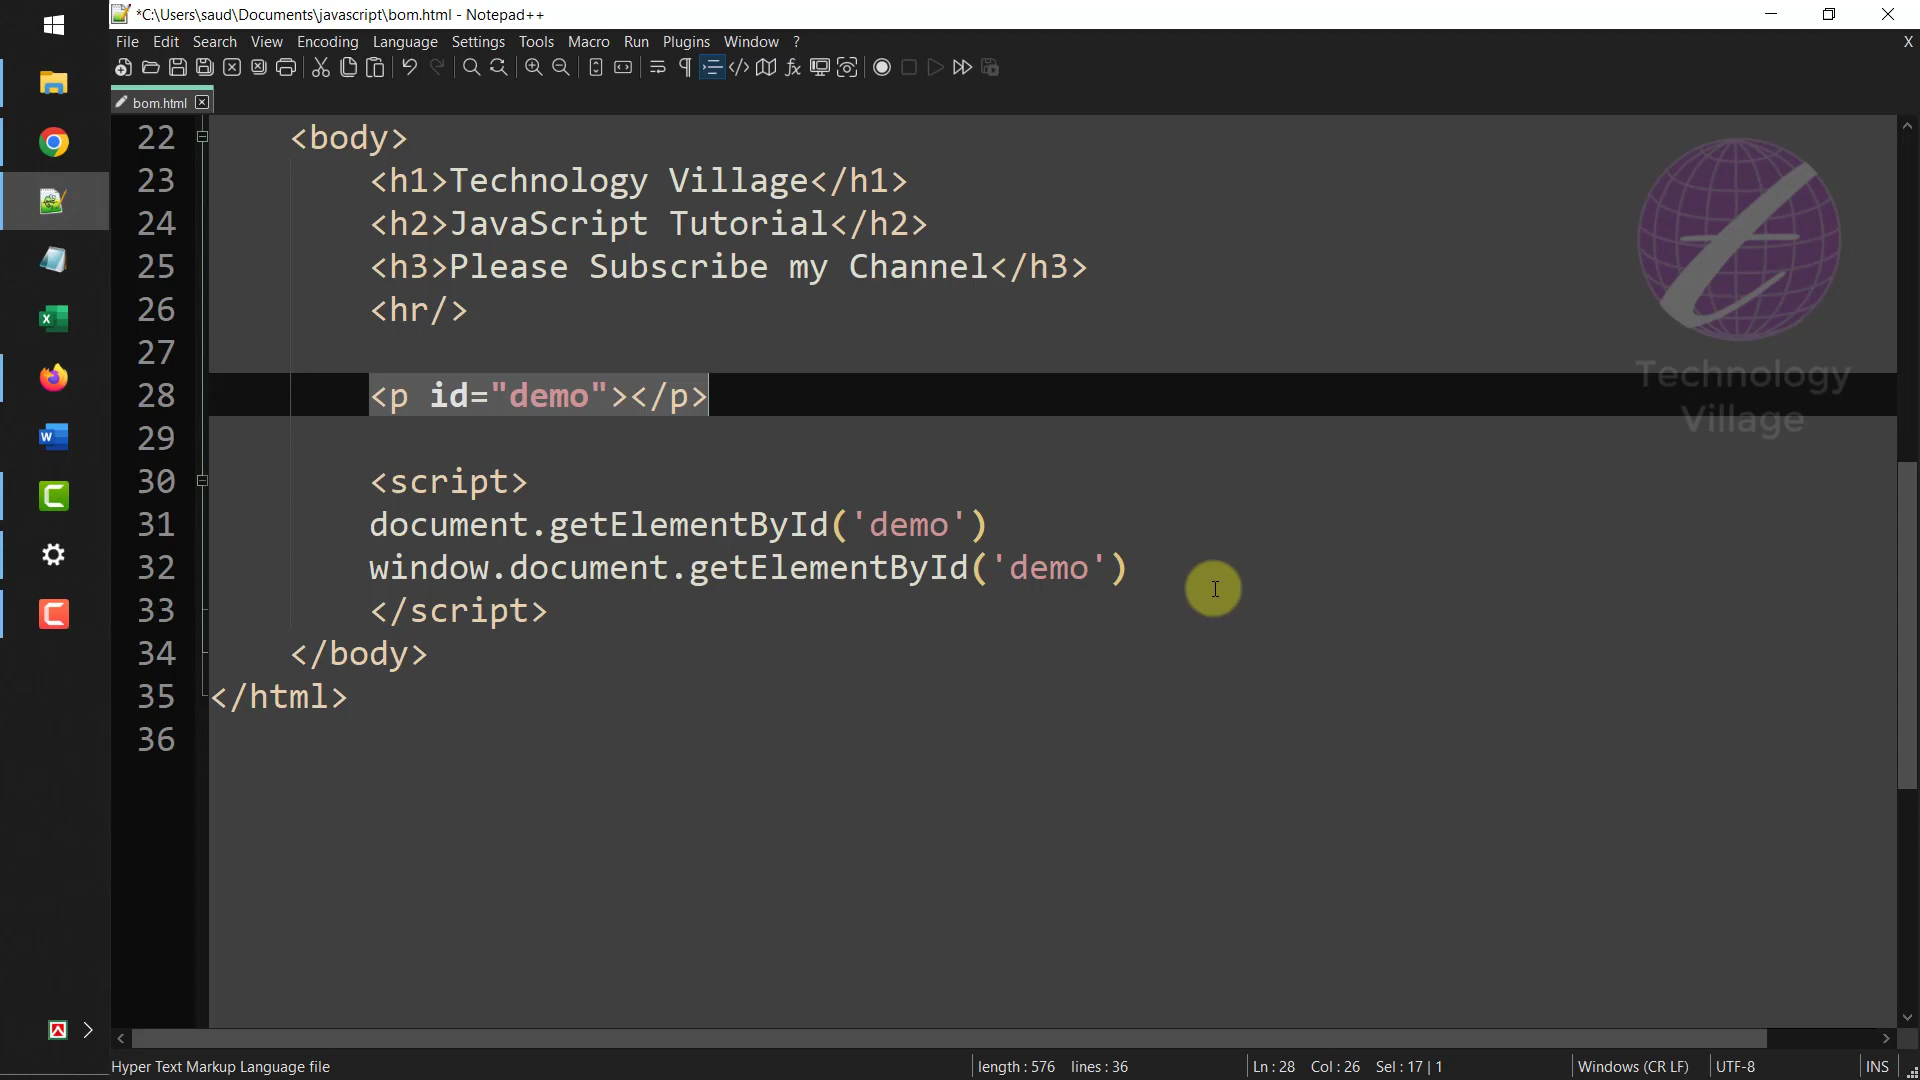 *C:\Users\saud\Documents\javascript\bom.html - Notepad++
File Edit Search View Encoding Language Settings Tools Macro Run Plugins Window ? X
bom.html
22 <body>
23 <h1>Technology Village</h1>
24 <h2>JavaScript Tutorial</h2>
25 <h3>Please Subscribe my Channel</h3>
26 <hr/>
27
28 <p id="demo"></p>
29
30 <script>
31 document.getElementById('demo')
32 window.document.getElementById('demo')
33 </script>
34 </body>
35 </html>
36
Technology
Village
Hyper Text Markup Language file length : 576 lines : 36 Ln : 28 Col : 26 Sel : 17 | 1 Windows (CR LF) UTF-8 INS